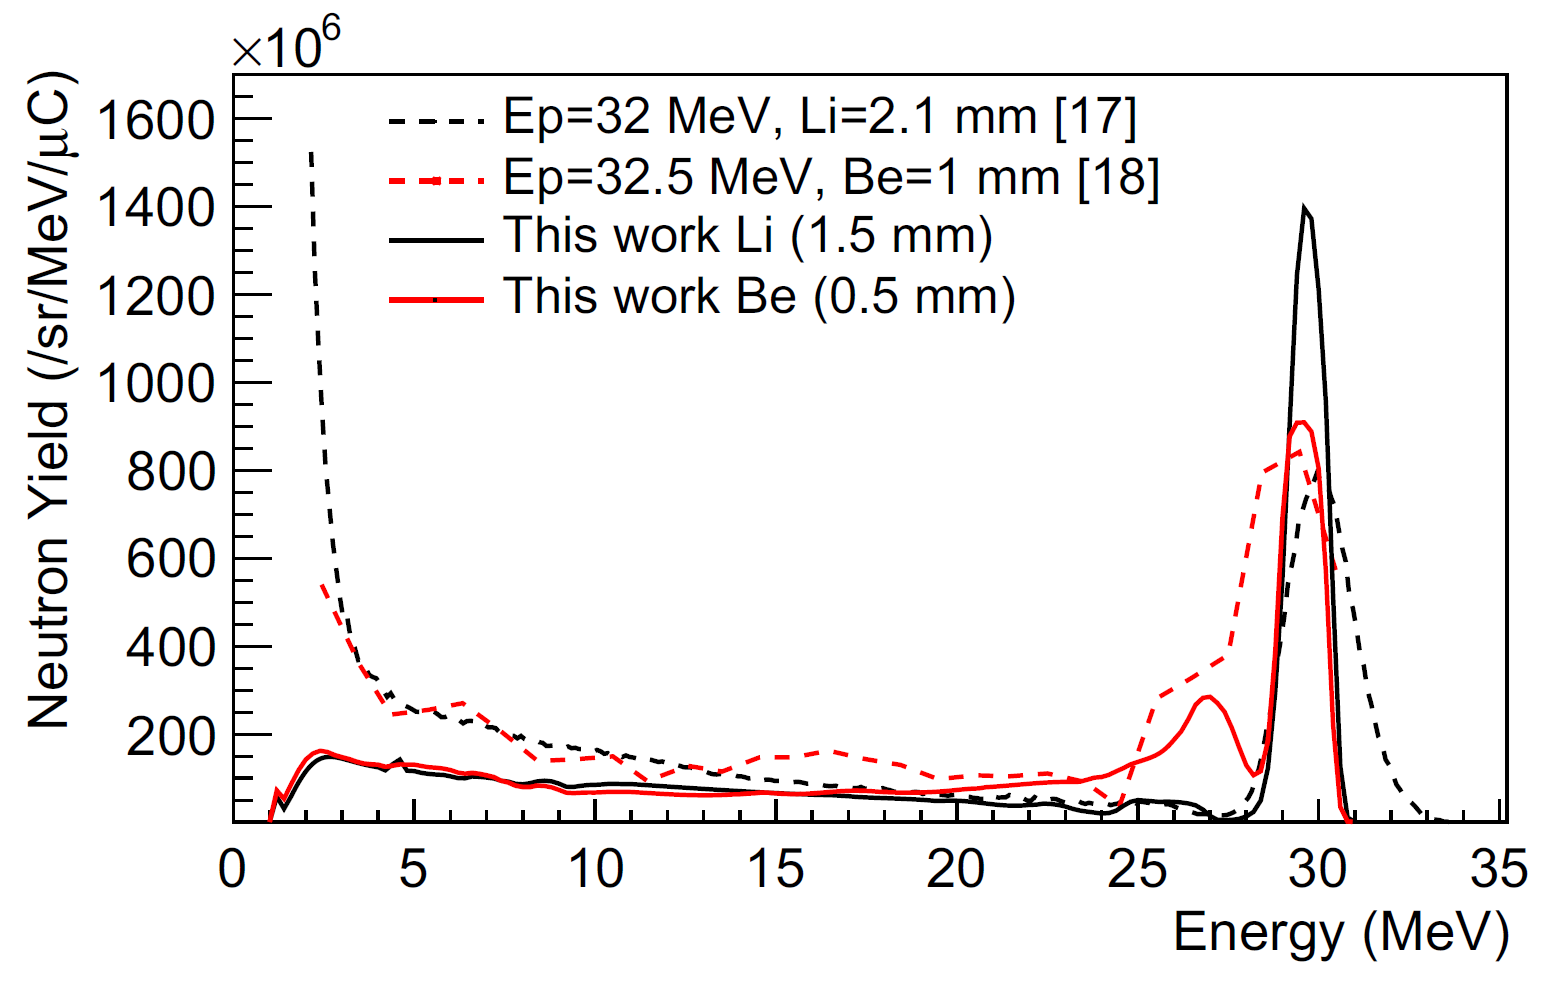 ×10⁶
Neutron Yield (/sr/MeV/μC)
1600
1400
1200
1000
800
600
400
200
Ep=32 MeV, Li=2.1 mm [17]
Ep=32.5 MeV, Be=1 mm [18]
This work Li (1.5 mm)
This work Be (0.5 mm)
0 5 10 15 20 25 30 35
Energy (MeV)